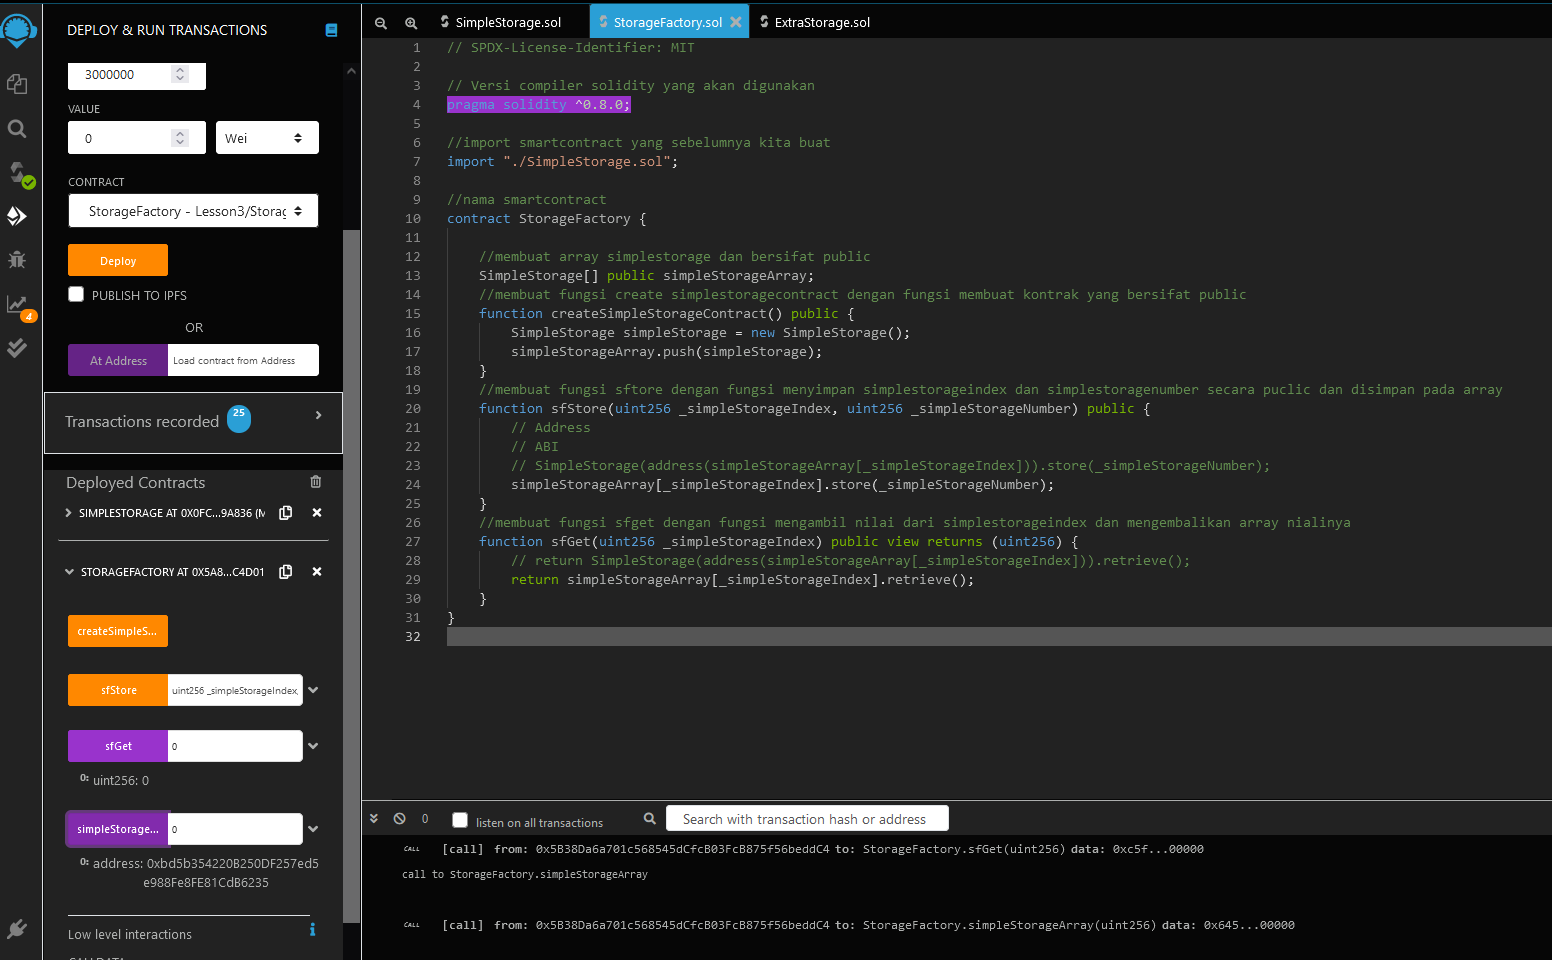 DEPLOY & RUN TRANSACTIONS
3000000
VALUE
0
Wei
CONTRACT
StorageFactory - Lesson3/Storag
Deploy
PUBLISH TO IPFS
OR
At Address
Load contract from Address
Transactions recorded 25
4
Deployed Contracts
SIMPLESTORAGE AT 0X0FC...9A836 (M
STORAGEFACTORY AT 0X5A8...C4D01
createSimpleS...
sfStore
uint256 _simpleStorageIndex,
sfGet
0
0: uint256: 0
simpleStorage...
0
0: address: 0xbd5b354220B250DF257ed5
e988Fe8FE81CdB6235
Low level interactions
CALLDATA
SimpleStorage.sol
StorageFactory.sol
ExtraStorage.sol
1 // SPDX-License-Identifier: MIT
2
3 // Versi compiler solidity yang akan digunakan
4 pragma solidity ^0.8.0;
5
6 //import smartcontract yang sebelumnya kita buat
7 import "./SimpleStorage.sol";
8
9 //nama smartcontract
10 contract StorageFactory {
11
12 //membuat array simplestorage dan bersifat public
13 SimpleStorage[] public simpleStorageArray;
14 //membuat fungsi create simplestoragecontract dengan fungsi membuat kontrak yang bersifat public
15 function createSimpleStorageContract() public {
16 SimpleStorage simpleStorage = new SimpleStorage();
17 simpleStorageArray.push(simpleStorage);
18 }
19 //membuat fungsi sftore dengan fungsi menyimpan simplestorageindex dan simplestoragenumber secara puclic dan disimpan pada array
20 function sfStore(uint256 _simpleStorageIndex, uint256 _simpleStorageNumber) public {
21 // Address
22 // ABI
23 // SimpleStorage(address(simpleStorageArray[_simpleStorageIndex])).store(_simpleStorageNumber);
24 simpleStorageArray[_simpleStorageIndex].store(_simpleStorageNumber);
25 }
26 //membuat fungsi sfget dengan fungsi mengambil nilai dari simplestorageindex dan mengembalikan array nialinya
27 function sfGet(uint256 _simpleStorageIndex) public view returns (uint256) {
28 // return SimpleStorage(address(simpleStorageArray[_simpleStorageIndex])).retrieve();
29 return simpleStorageArray[_simpleStorageIndex].retrieve();
30 }
31 }
32
0
listen on all transactions
Search with transaction hash or address
CALL [call] from: 0x5B38Da6a701c568545dCfcB03FcB875f56beddC4 to: StorageFactory.sfGet(uint256) data: 0xc5f...00000
call to StorageFactory.simpleStorageArray
CALL [call] from: 0x5B38Da6a701c568545dCfcB03FcB875f56beddC4 to: StorageFactory.simpleStorageArray(uint256) data: 0x645...00000